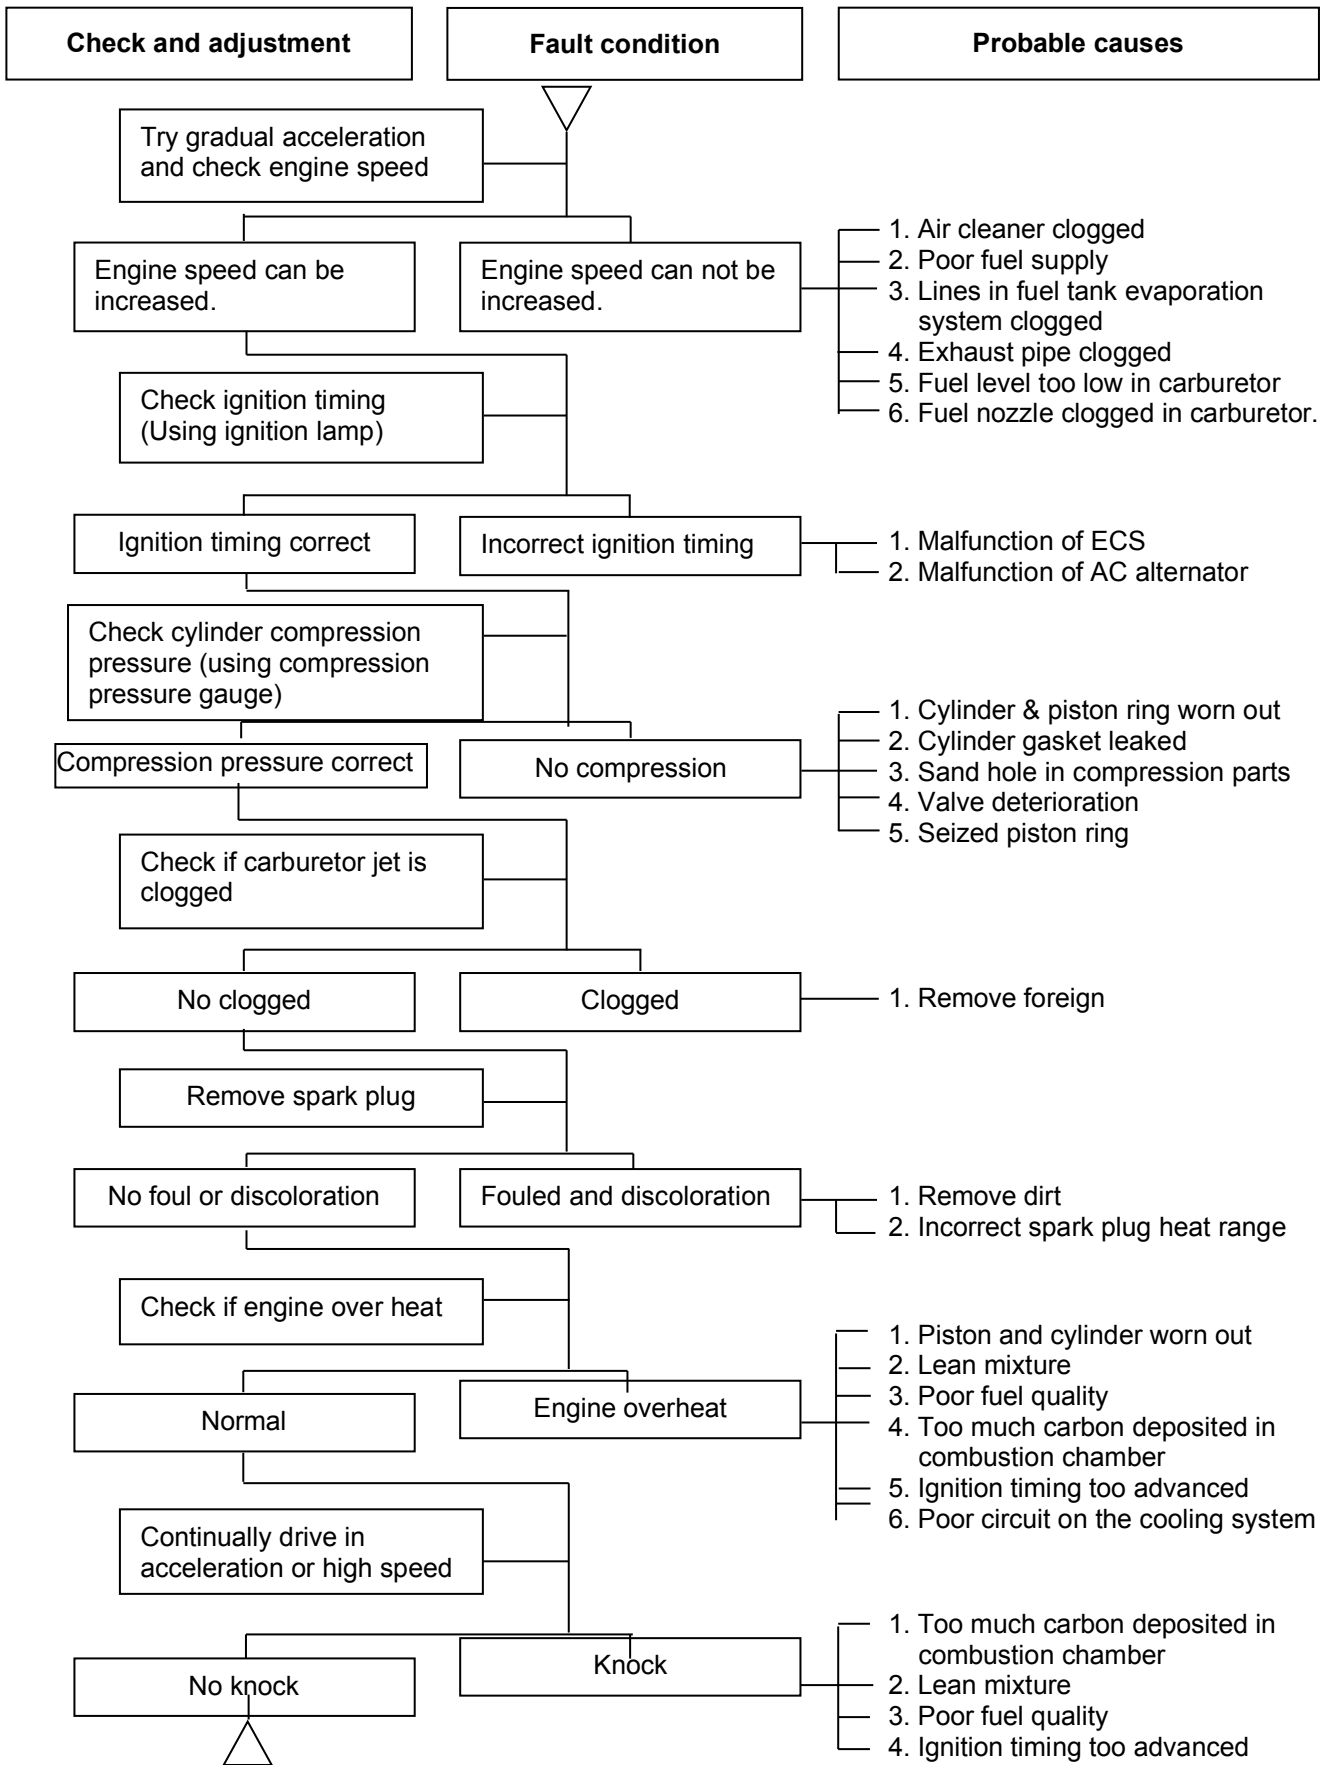 Check and adjustment
Fault condition
Probable causes
Try gradual acceleration
and check engine speed
Engine speed can be
increased.
Engine speed can not be
increased.
1. Air cleaner clogged
2. Poor fuel supply
3. Lines in fuel tank evaporation
system clogged
4. Exhaust pipe clogged
5. Fuel level too low in carburetor
6. Fuel nozzle clogged in carburetor.
Check ignition timing
(Using ignition lamp)
Ignition timing correct
Incorrect ignition timing
1. Malfunction of ECS
2. Malfunction of AC alternator
Check cylinder compression
pressure (using compression
pressure gauge)
Compression pressure correct
No compression
1. Cylinder & piston ring worn out
2. Cylinder gasket leaked
3. Sand hole in compression parts
4. Valve deterioration
5. Seized piston ring
Check if carburetor jet is
clogged
No clogged
Clogged
1. Remove foreign
Remove spark plug
No foul or discoloration
Fouled and discoloration
1. Remove dirt
2. Incorrect spark plug heat range
Check if engine over heat
Normal
Engine overheat
1. Piston and cylinder worn out
2. Lean mixture
3. Poor fuel quality
4. Too much carbon deposited in
combustion chamber
5. Ignition timing too advanced
6. Poor circuit on the cooling system
Continually drive in
acceleration or high speed
No knock
Knock
1. Too much carbon deposited in
combustion chamber
2. Lean mixture
3. Poor fuel quality
4. Ignition timing too advanced